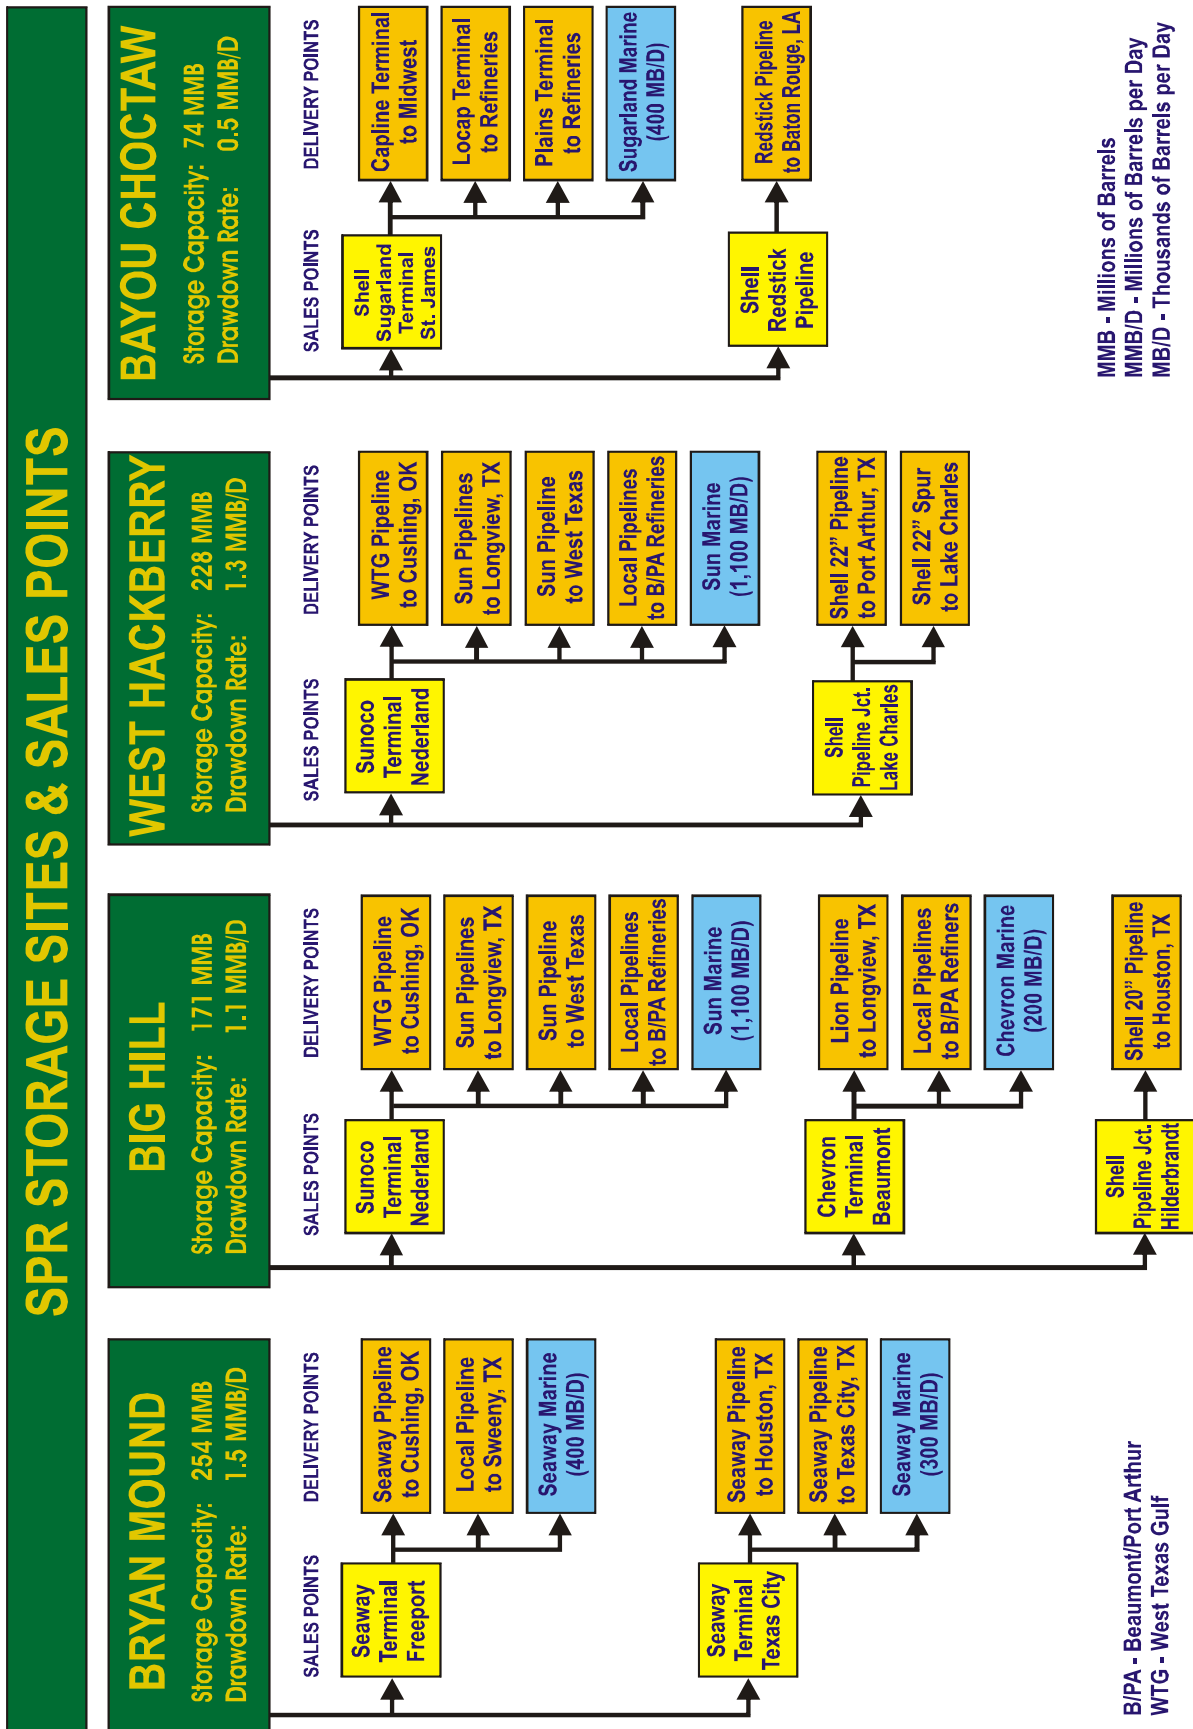 SPR STORAGE SITES & SALES POINTS
BRYAN MOUND
Storage Capacity: 254 MMB
Drawdown Rate: 1.5 MMB/D
SALES POINTS
DELIVERY POINTS
Seaway
Terminal
Freeport
Seaway Pipeline
to Cushing, OK
Local Pipeline
to Sweeny, TX
Seaway Marine
(400 MB/D)
Seaway
Terminal
Texas City
Seaway Pipeline
to Houston, TX
Seaway Pipeline
to Texas City, TX
Seaway Marine
(300 MB/D)
BIG HILL
Storage Capacity: 171 MMB
Drawdown Rate: 1.1 MMB/D
SALES POINTS
DELIVERY POINTS
Sunoco
Terminal
Nederland
WTG Pipeline
to Cushing, OK
Sun Pipelines
to Longview, TX
Sun Pipeline
to West Texas
Local Pipelines
to B/PA Refineries
Sun Marine
(1,100 MB/D)
Chevron
Terminal
Beaumont
Lion Pipeline
to Longview, TX
Local Pipelines
to B/PA Refiners
Chevron Marine
(200 MB/D)
Shell
Pipeline Jct.
Hilderbrandt
Shell 20” Pipeline
to Houston, TX
WEST HACKBERRY
Storage Capacity: 228 MMB
Drawdown Rate: 1.3 MMB/D
SALES POINTS
DELIVERY POINTS
Sunoco
Terminal
Nederland
WTG Pipeline
to Cushing, OK
Sun Pipelines
to Longview, TX
Sun Pipeline
to West Texas
Local Pipelines
to B/PA Refineries
Sun Marine
(1,100 MB/D)
Shell
Pipeline Jct.
Lake Charles
Shell 22” Pipeline
to Port Arthur, TX
Shell 22” Spur
to Lake Charles
BAYOU CHOCTAW
Storage Capacity: 74 MMB
Drawdown Rate: 0.5 MMB/D
SALES POINTS
DELIVERY POINTS
Shell
Sugarland
Terminal
St. James
Capline Terminal
to Midwest
Locap Terminal
to Refineries
Plains Terminal
to Refineries
Sugarland Marine
(400 MB/D)
Shell
Redstick
Pipeline
Redstick Pipeline
to Baton Rouge, LA
B/PA - Beaumont/Port Arthur
WTG - West Texas Gulf
MMB - Millions of Barrels
MMB/D - Millions of Barrels per Day
MB/D - Thousands of Barrels per Day